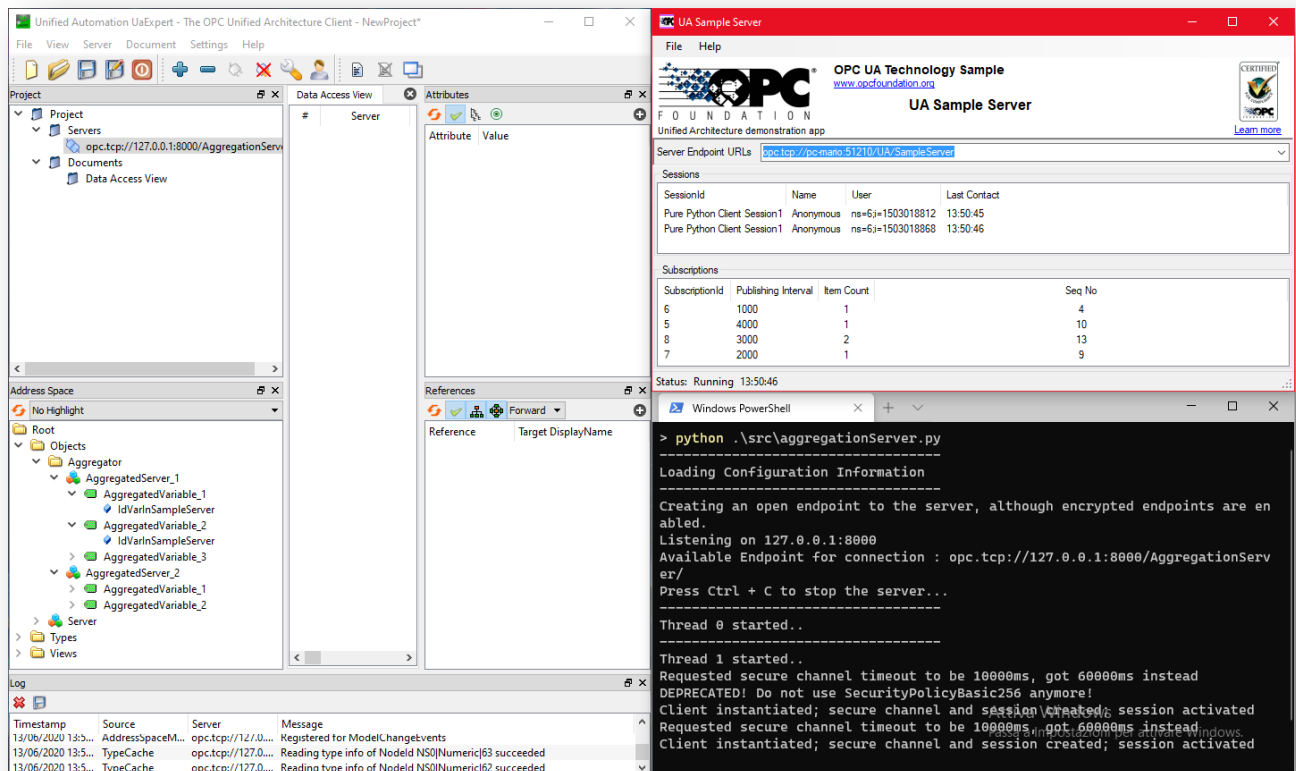 Unified Automation UaExpert - The OPC Unified Architecture Client - NewProject*
File View Server Document Settings Help
Project
Project
Servers
opc.tcp://127.0.0.1:8000/AggregationServ
Documents
Data Access View
Data Access View
# Server
Attributes
Attribute Value
Address Space
No Highlight
Root
Objects
Aggregator
AggregatedServer_1
AggregatedVariable_1
IdVarInSampleServer
AggregatedVariable_2
IdVarInSampleServer
AggregatedVariable_3
AggregatedServer_2
AggregatedVariable_1
AggregatedVariable_2
Server
Types
Views
References
Forward
Reference Target DisplayName
Log
Timestamp Source Server Message
13/06/2020 13:5... AddressSpaceM... opc.tcp://127.0.... Registered for ModelChangeEvents
13/06/2020 13:5... TypeCache opc.tcp://127.0.... Reading type info of NodeId NS0|Numeric|63 succeeded
13/06/2020 13:5... TypeCache opc.tcp://127.0.... Reading type info of NodeId NS0|Numeric|62 succeeded
OPC UA Sample Server
File Help
OPC
FOUNDATION
Unified Architecture demonstration app
OPC UA Technology Sample
www.opcfoundation.org
UA Sample Server
CERTIFIED
OPC
Learn more
Server Endpoint URLs opc.tcp://pc-mario:51210/UA/SampleServer
Sessions
SessionId Name User Last Contact
Pure Python Client Session1 Anonymous ns=6;i=1503018812 13:50:45
Pure Python Client Session1 Anonymous ns=6;i=1503018868 13:50:46
Subscriptions
SubscriptionId Publishing Interval Item Count Seq No
6 1000 1 4
5 4000 1 10
8 3000 2 13
7 2000 1 9
Status: Running 13:50:46
Windows PowerShell
> python .\src\aggregationServer.py
-----------------------------------
Loading Configuration Information
-----------------------------------
Creating an open endpoint to the server, although encrypted endpoints are en
abled.
Listening on 127.0.0.1:8000
Available Endpoint for connection : opc.tcp://127.0.0.1:8000/AggregationServ
er/
Press Ctrl + C to stop the server...
-----------------------------------
Thread 0 started..
-----------------------------------
Thread 1 started..
Requested secure channel timeout to be 10000ms, got 60000ms instead
DEPRECATED! Do not use SecurityPolicyBasic256 anymore!
Client instantiated; secure channel and session created; session activated
Requested secure channel timeout to be 10000ms, got 60000ms instead
Client instantiated; secure channel and session created; session activated
Attiva Windows
Passa a Impostazioni per attivare Windows.